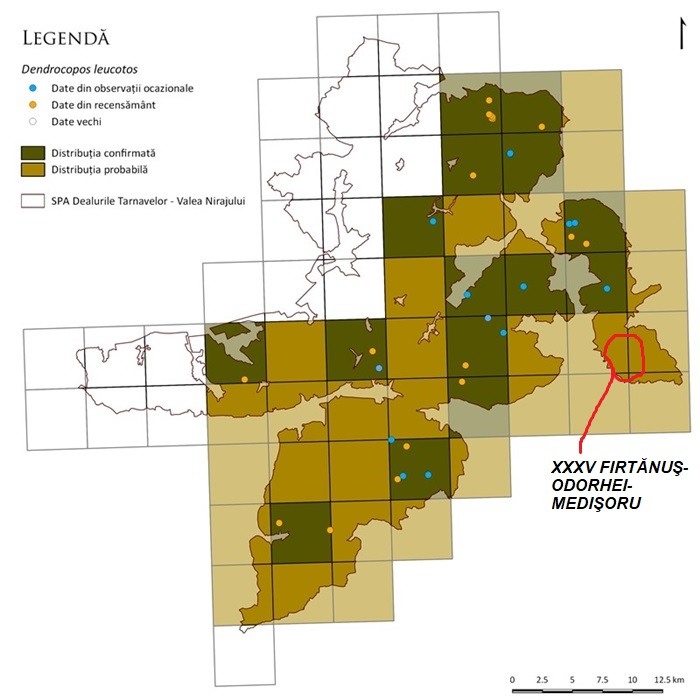 LEGENDĂ
Dendrocopos leucotos
Date din observații ocazionale
Date din recensământ
Date vechi
Distribuția confirmată
Distribuția probabilă
SPA Dealurile Tarnavelor - Valea Nirajului
XXXV FIRTĂNUŞ-
ODORHEI-
MEDIŞORU
0 2.5 5 7.5 10 12.5 km